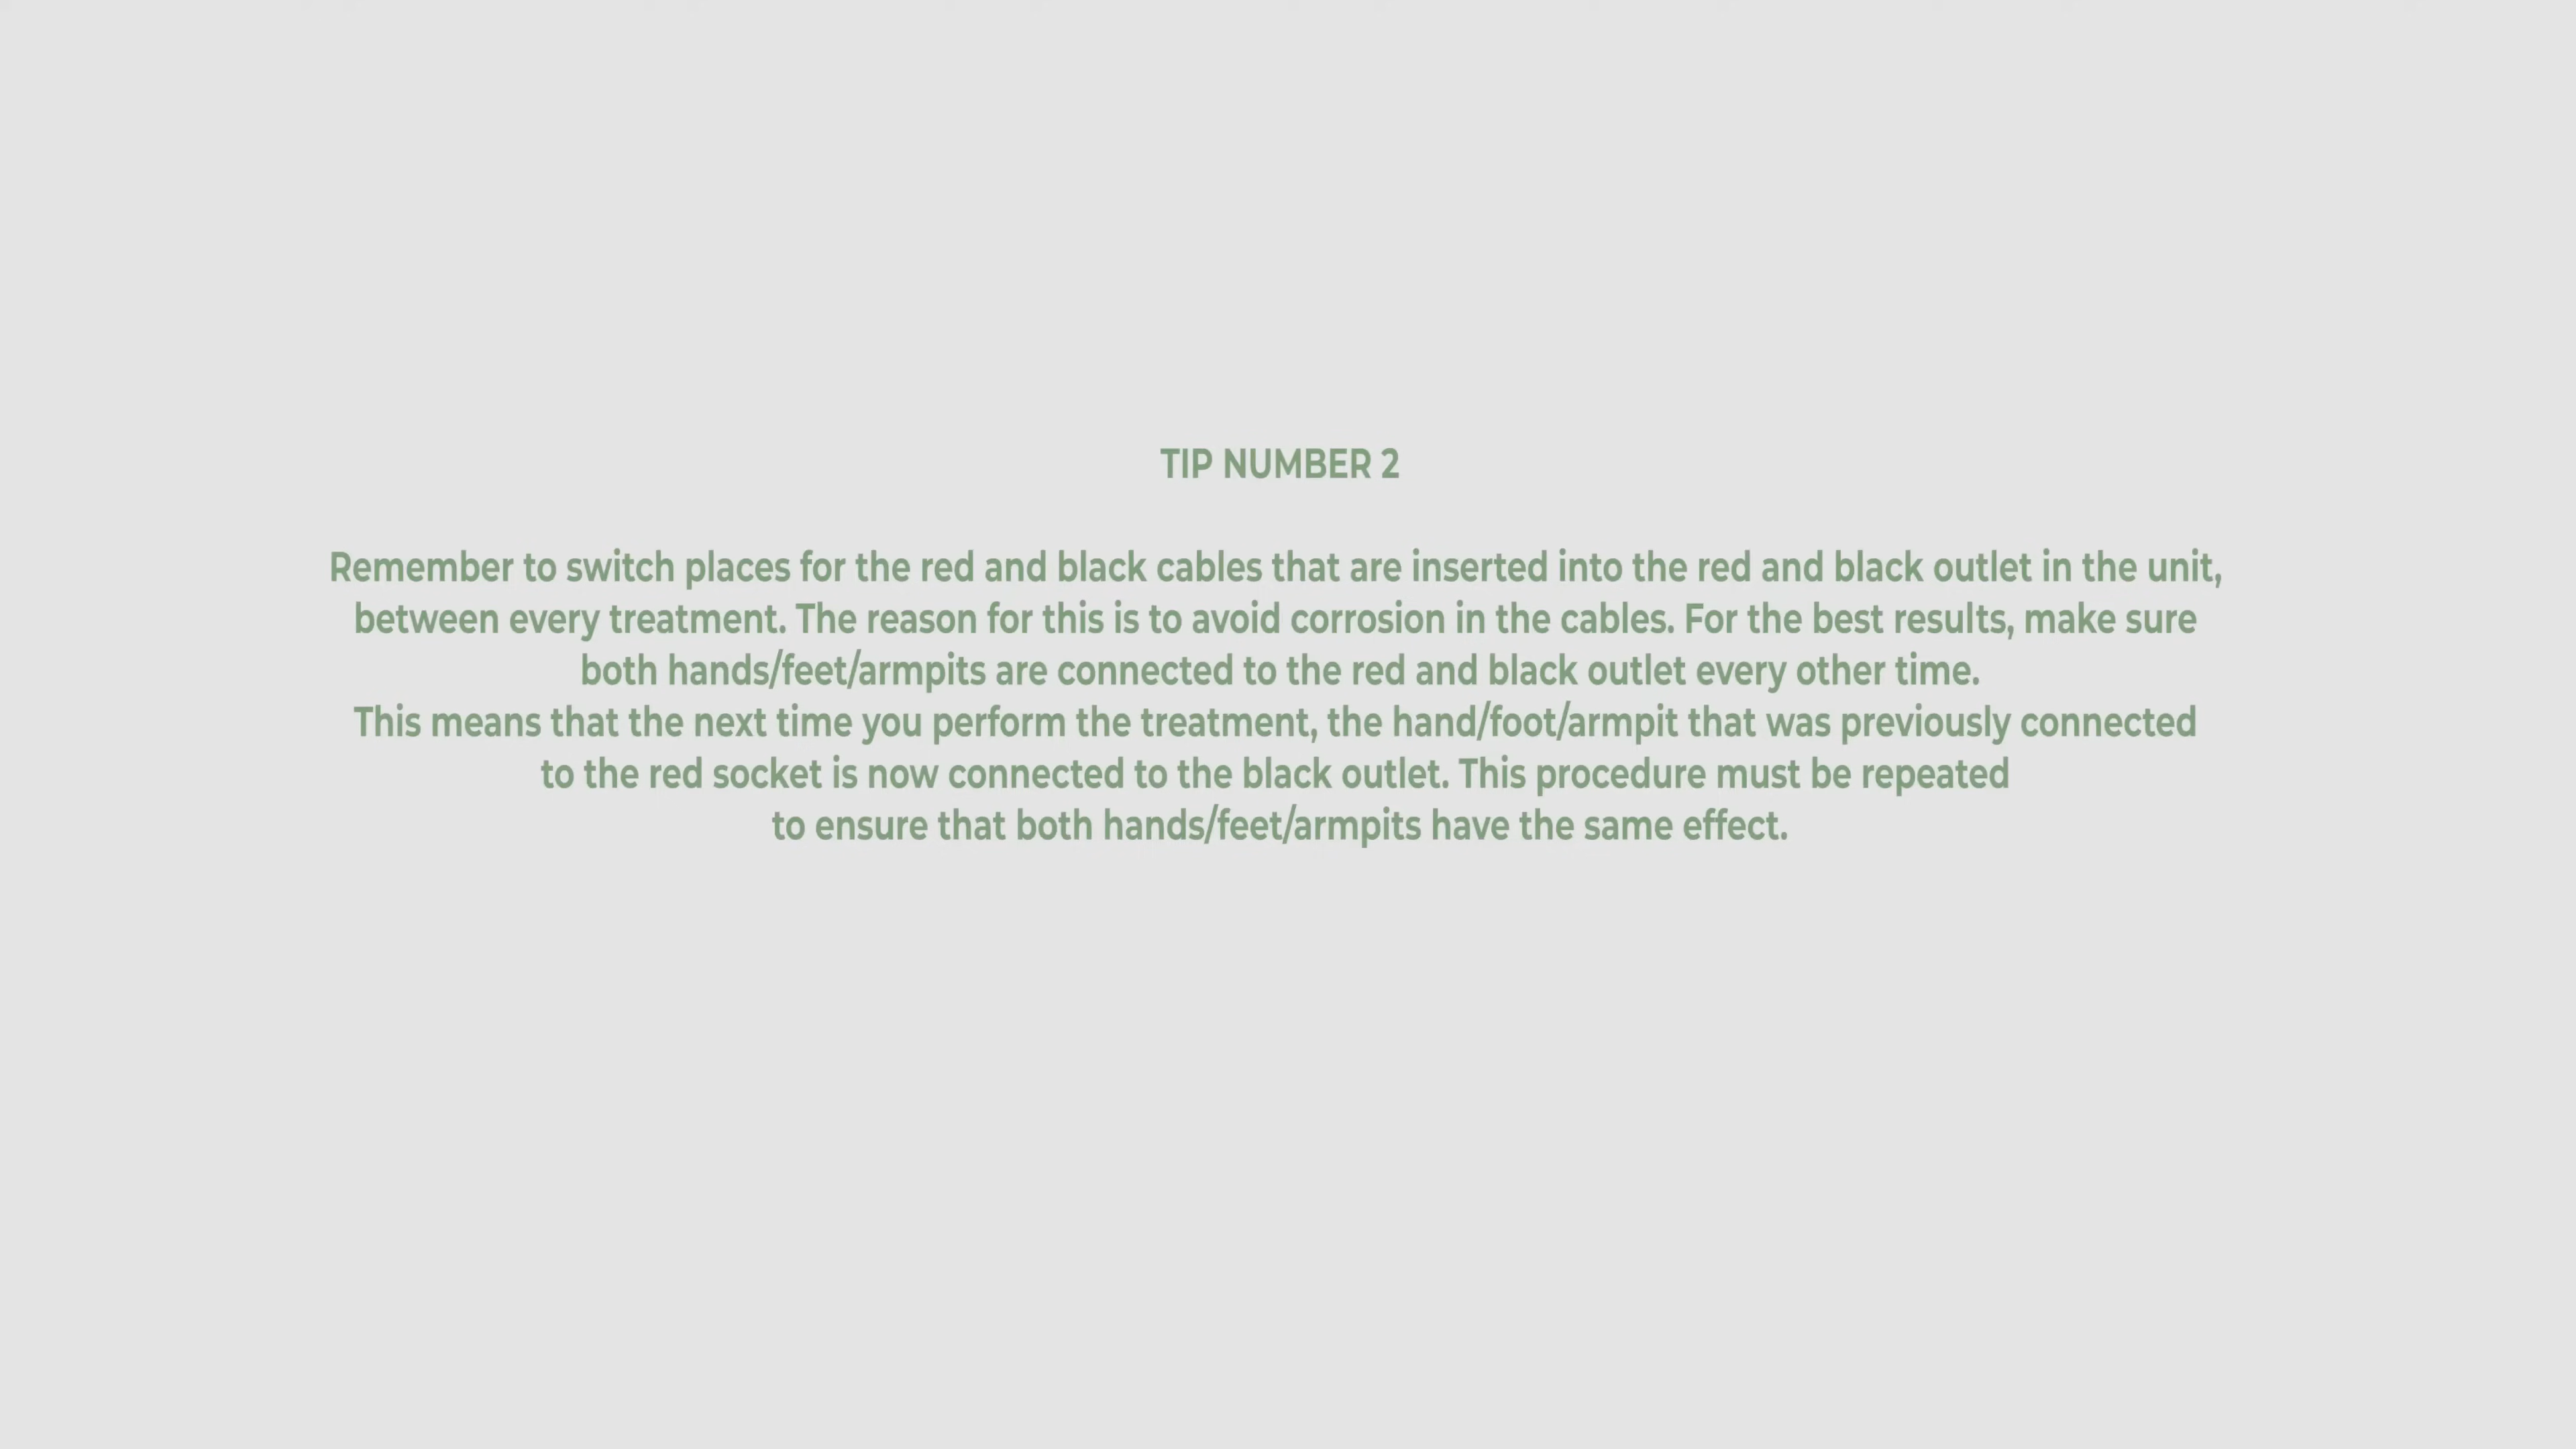 TIP NUMBER 2
Remember to switch places for the red and black cables that are inserted into the red and black outlet in the unit,
between every treatment. The reason for this is to avoid corrosion in the cables. For the best results, make sure
both hands/feet/armpits are connected to the red and black outlet every other time.
This means that the next time you perform the treatment, the hand/foot/armpit that was previously connected
to the red socket is now connected to the black outlet. This procedure must be repeated
to ensure that both hands/feet/armpits have the same effect.